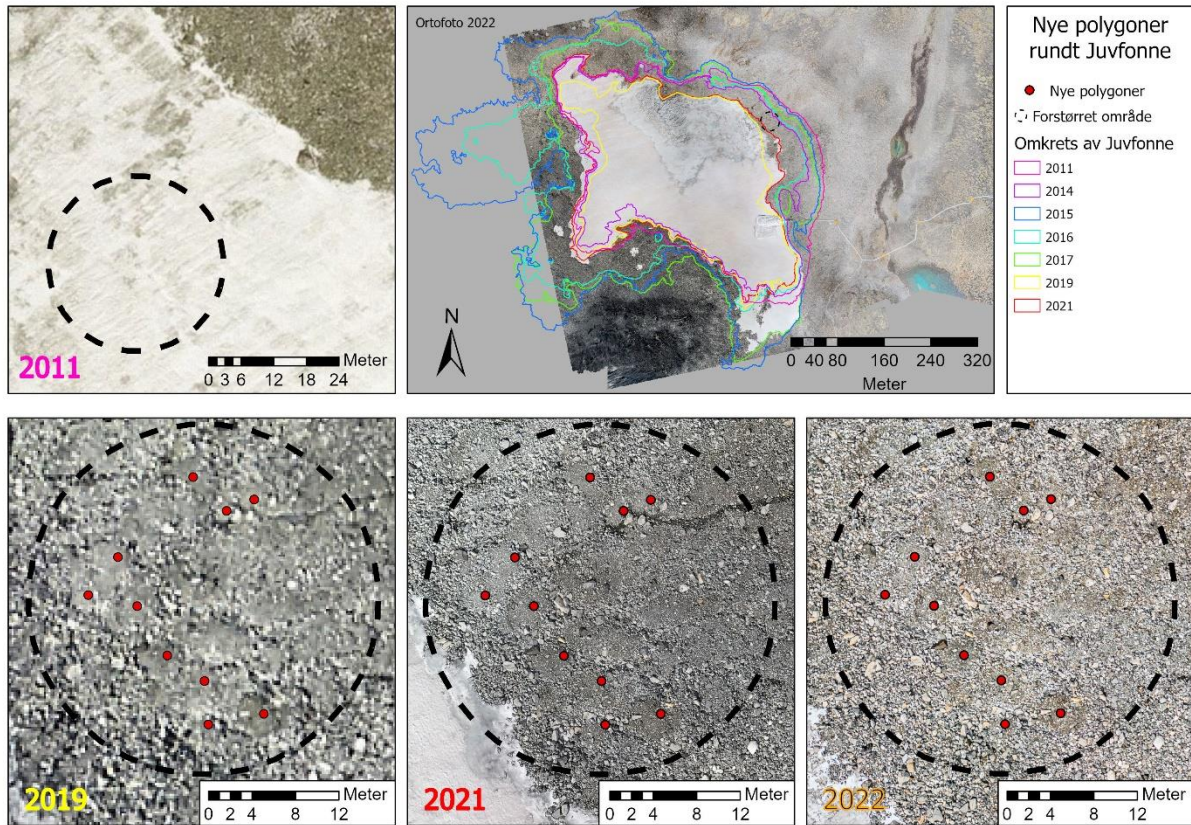 2011
Meter
0 3 6 12 18 24
Ortofoto 2022
N
0 40 80 160 240 320
Meter
Nye polygoner
rundt Juvfonne
Nye polygoner
Forstørret område
Omkrets av Juvfonne
2011
2014
2015
2016
2017
2019
2021
2019
Meter
0 2 4 8 12
2021
Meter
0 2 4 8 12
2022
Meter
0 2 4 8 12